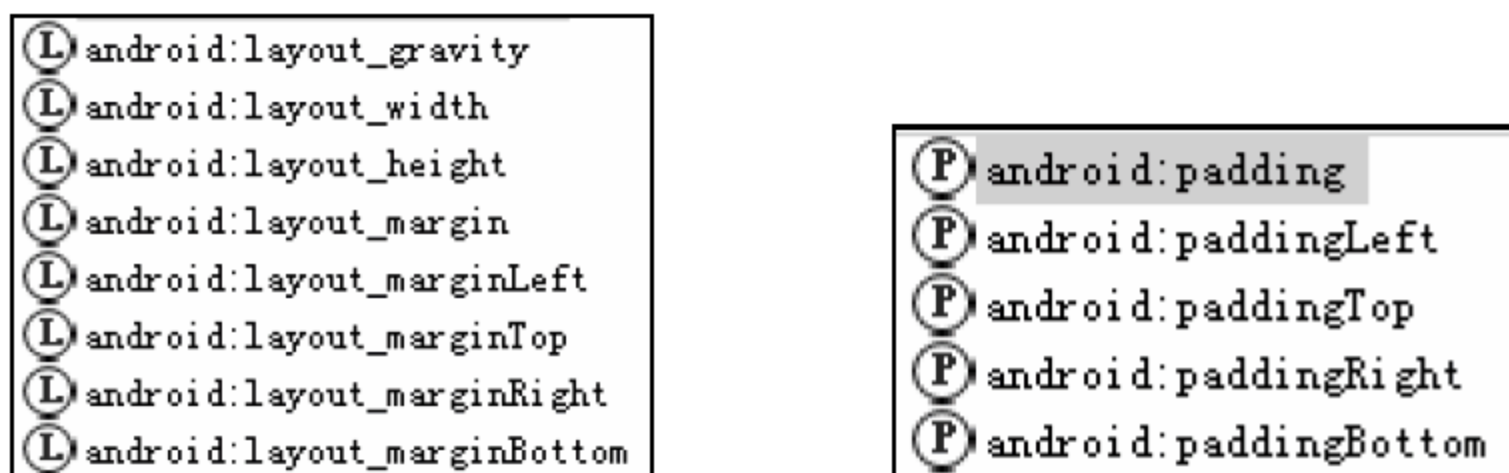 L android:layout_gravity
L android:layout_width
L android:layout_height
L android:layout_margin
L android:layout_marginLeft
L android:layout_marginTop
L android:layout_marginRight
L android:layout_marginBottom
P android:padding
P android:paddingLeft
P android:paddingTop
P android:paddingRight
P android:paddingBottom